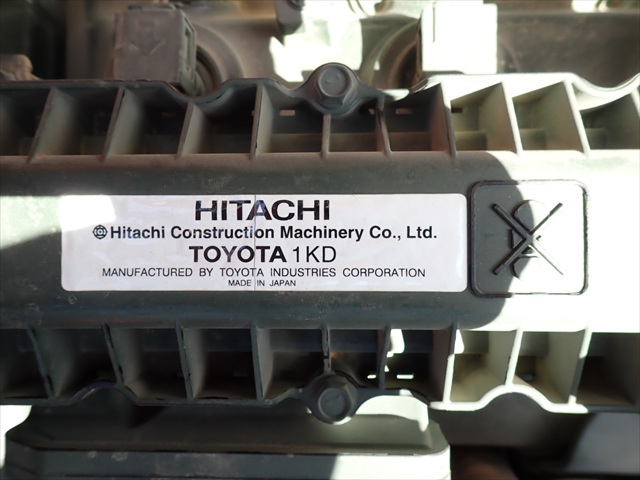 HITACHI
Hitachi Construction Machinery Co., Ltd.
TOYOTA 1KD
MANUFACTURED BY TOYOTA INDUSTRIES CORPORATION
MADE IN JAPAN